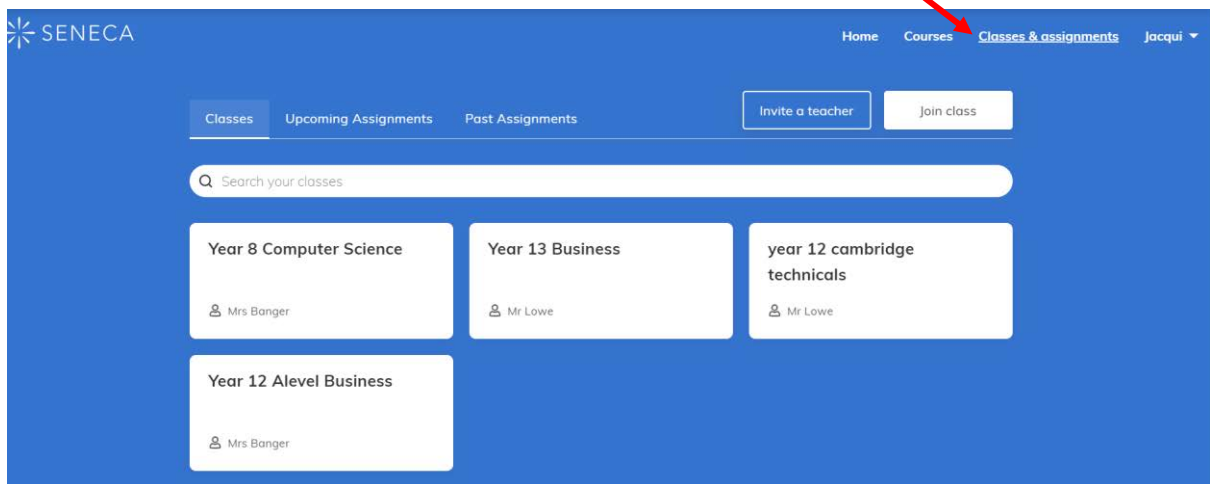 SENECA
Home Courses Classes & assignments Jacqui
Classes Upcoming Assignments Past Assignments Invite a teacher Join class
Search your classes
Year 8 Computer Science
Mrs Banger
Year 13 Business
Mr Lowe
year 12 cambridge
technicals
Mr Lowe
Year 12 Alevel Business
Mrs Banger